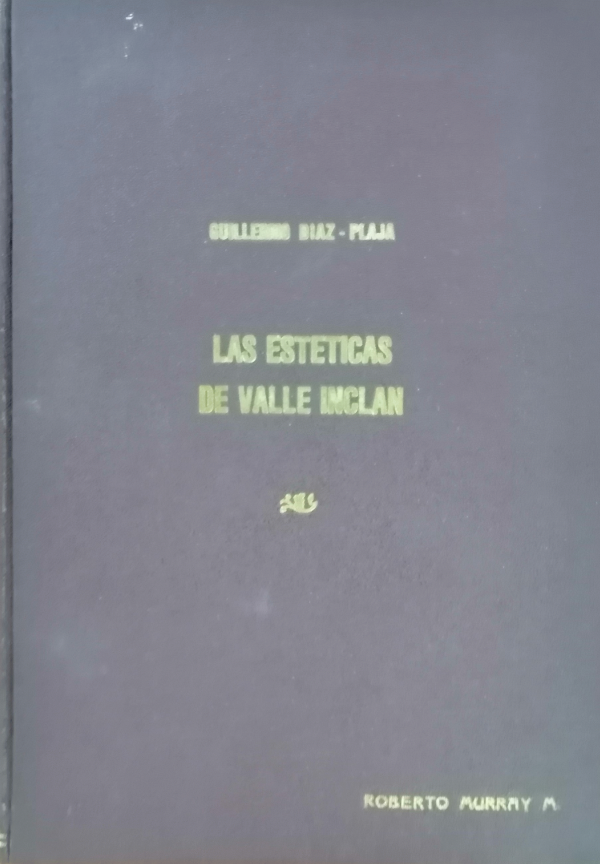 GUILLERMO DIAZ - PLAJA
LAS ESTETICAS
DE VALLE INCLAN
ROBERTO MURRAY M.